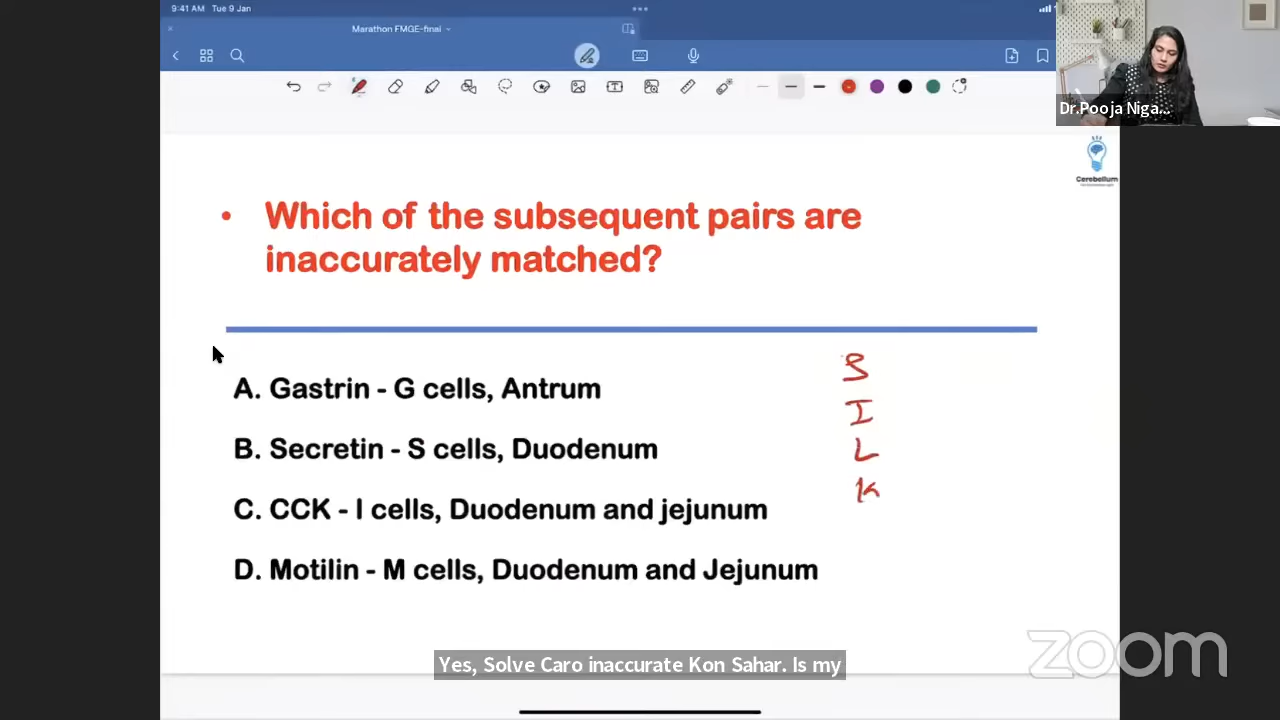 9:41 AM Tue 9 Jan
Marathon FMGE-final
Dr.Pooja Niga...
Cerebellum
• Which of the subsequent pairs are
inaccurately matched?
A. Gastrin - G cells, Antrum
B. Secretin - S cells, Duodenum
C. CCK - I cells, Duodenum and jejunum
D. Motilin - M cells, Duodenum and Jejunum
S
I
L
K
Yes, Solve Caro inaccurate Kon Sahar. Is my
zoom